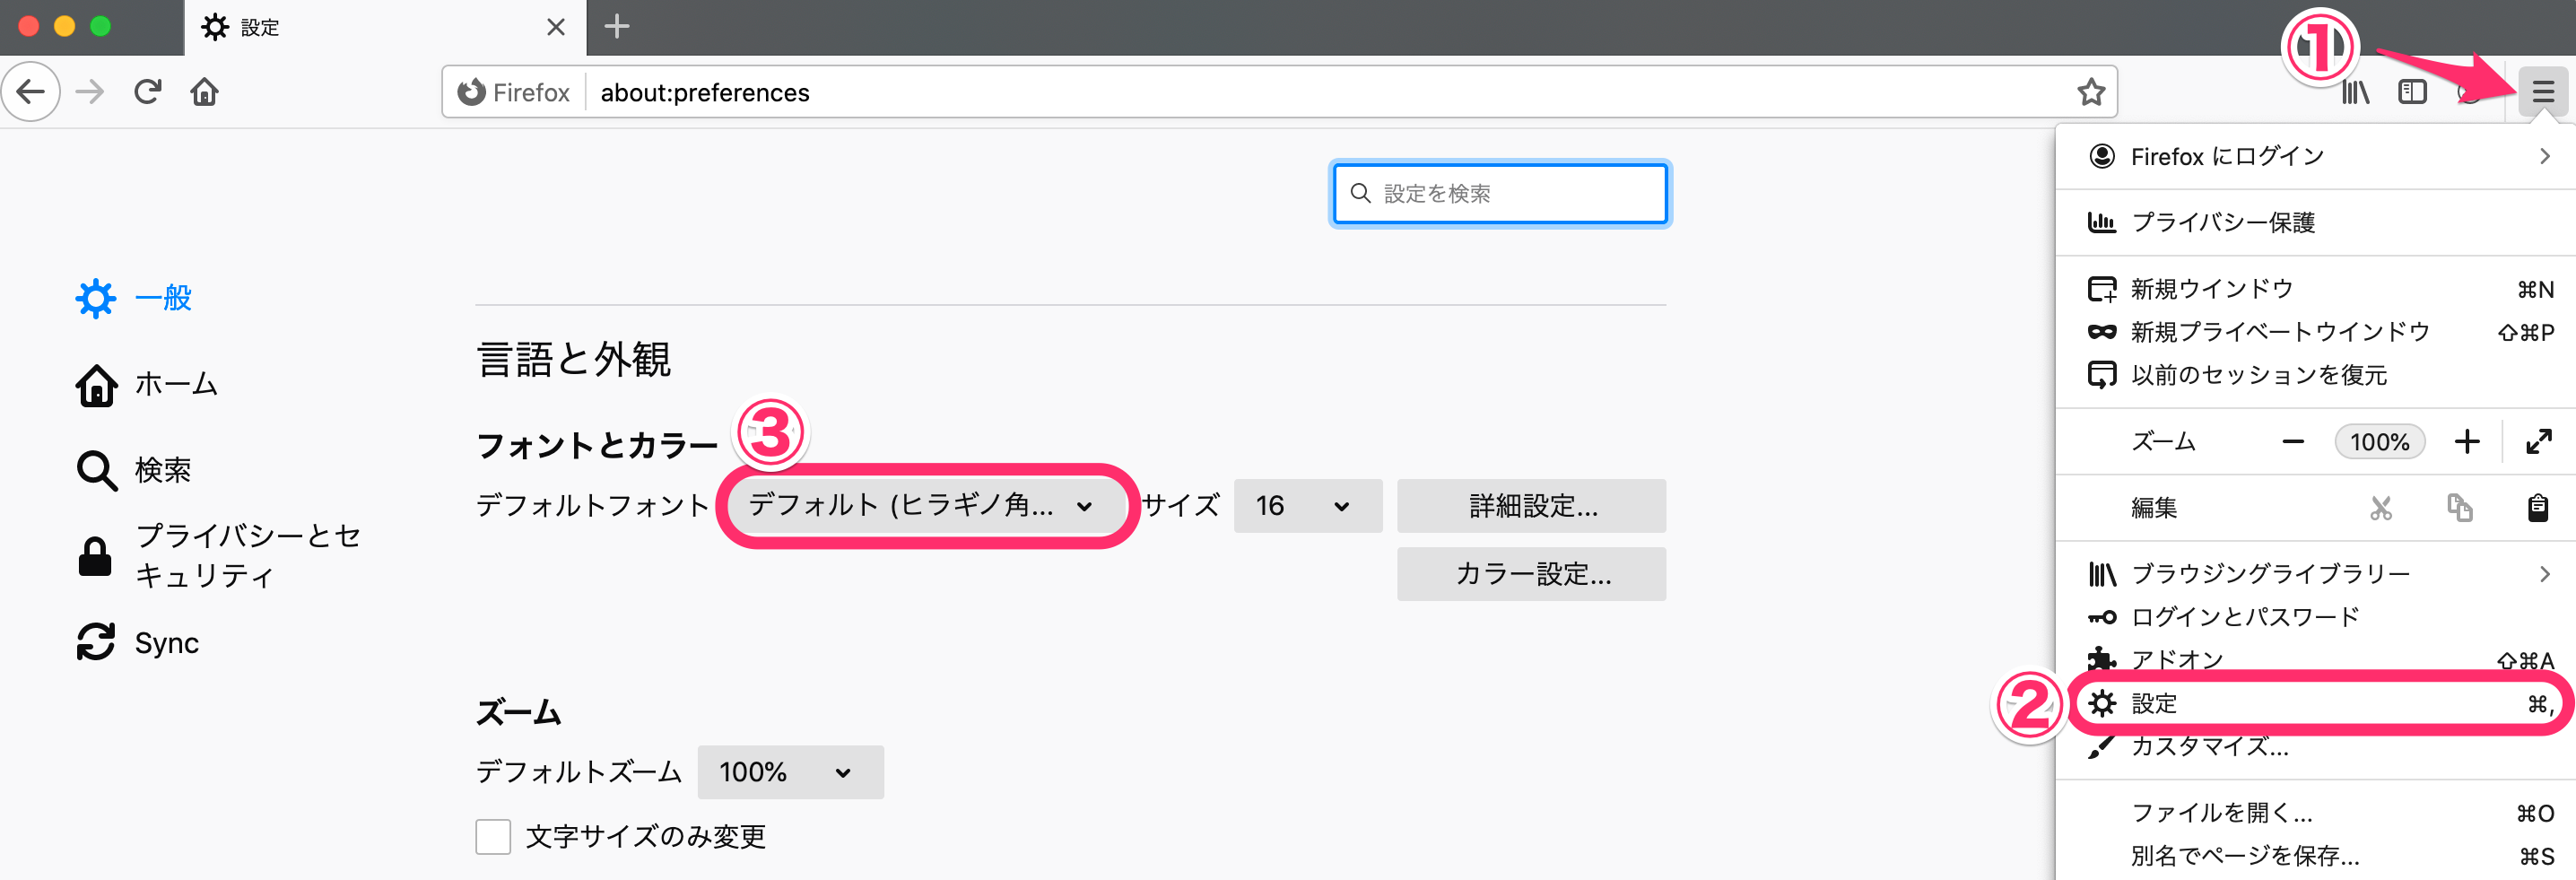 設定
Firefox
about:preferences
①
設定を検索
一般
ホーム
検索
プライバシーとセ
キュリティ
Sync
言語と外観
フォントとカラー
③
デフォルトフォント デフォルト (ヒラギノ角... サイズ 16 詳細設定...
カラー設定...
ズーム
デフォルトズーム 100%
文字サイズのみ変更
Firefox にログイン
プライバシー保護
新規ウインドウ ⌘N
新規プライベートウインドウ ⇧⌘P
以前のセッションを復元
ズーム − 100% +
編集
ブラウジングライブラリー
ログインとパスワード
アドオン ⇧⌘A
② 設定 ⌘,
カスタマイズ...
ファイルを開く... ⌘O
別名でページを保存... ⌘S